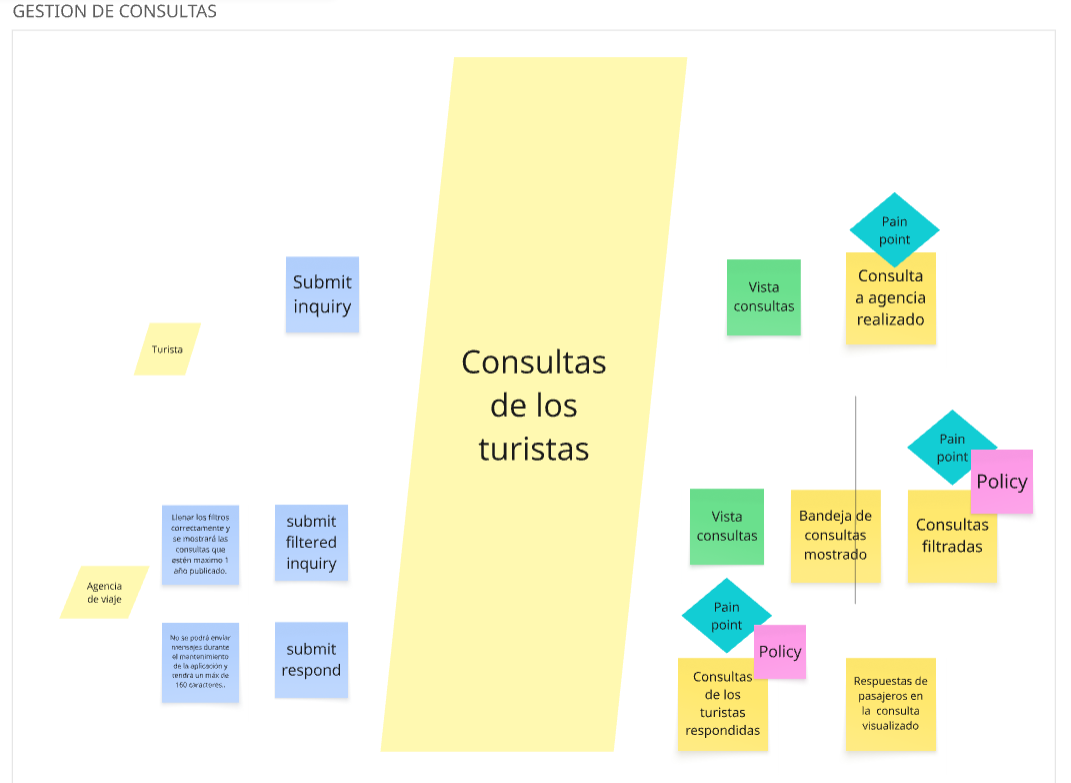 GESTION DE CONSULTAS
Pain
point
Submit
inquiry
Vista
consultas
Consulta
a agencia
realizado
Turista
Consultas
de los
turistas
Pain
point
Policy
Llenar los filtros
correctamente y
se mostrará las
consultas que
estén maximo 1
año publicado.
submit
filtered
inquiry
Vista
consultas
Bandeja de
consultas
mostrado
Consultas
filtradas
Agencia
de viaje
Pain
point
Policy
No se podrá enviar
mensajes durante
el mantenimiento
de la aplicación y
tendrá un máx de
160 caracteres..
submit
respond
Consultas
de los
turistas
respondidas
Respuestas de
pasajeros en
la consulta
visualizado